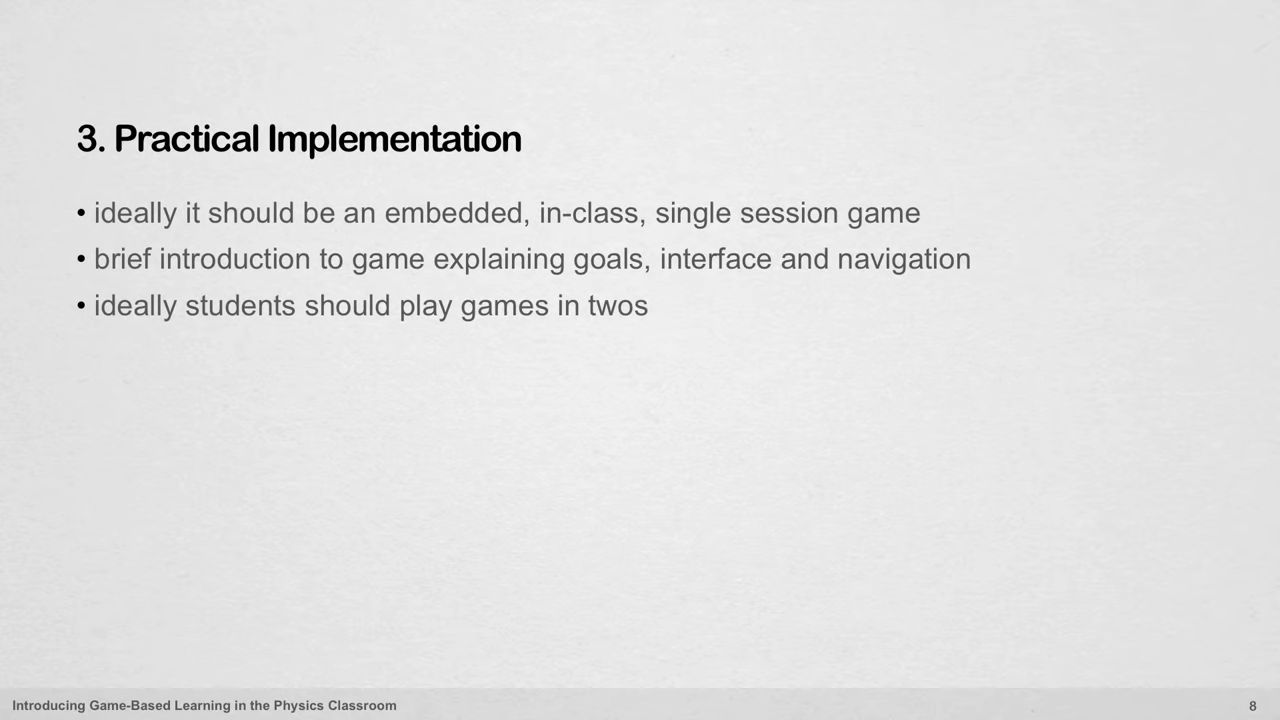 3. Practical Implementation
• ideally it should be an embedded, in-class, single session game
• brief introduction to game explaining goals, interface and navigation
• ideally students should play games in twos
Introducing Game-Based Learning in the Physics Classroom
8